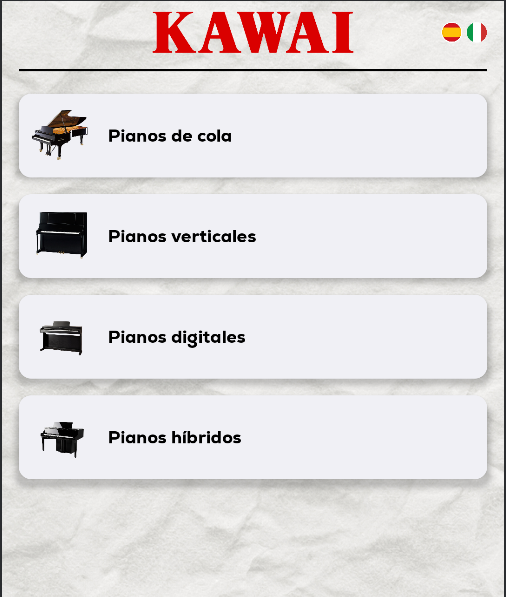 KAWAI
Pianos de cola
Pianos verticales
Pianos digitales
Pianos híbridos